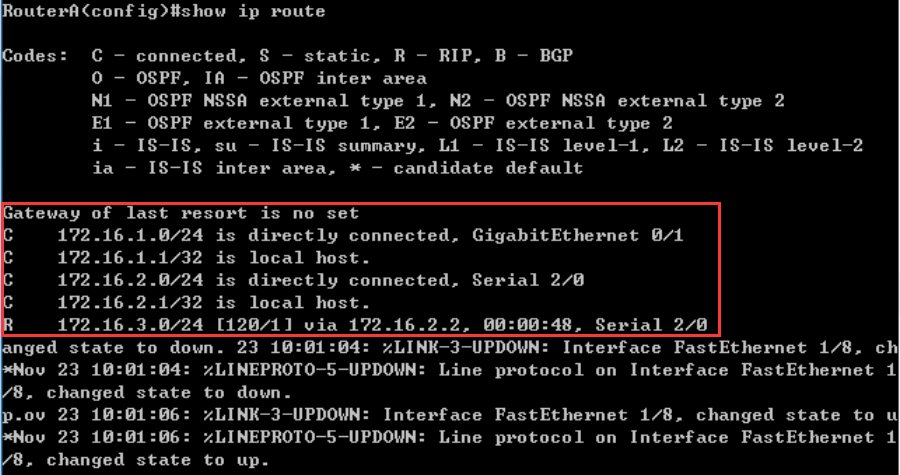 RouterA(config)#show ip route
Codes:  C - connected, S - static, R - RIP, B - BGP
O - OSPF, IA - OSPF inter area
N1 - OSPF NSSA external type 1, N2 - OSPF NSSA external type 2
E1 - OSPF external type 1, E2 - OSPF external type 2
i - IS-IS, su - IS-IS summary, L1 - IS-IS level-1, L2 - IS-IS level-2
ia - IS-IS inter area, * - candidate default
Gateway of last resort is no set
C    172.16.1.0/24 is directly connected, GigabitEthernet 0/1
C    172.16.1.1/32 is local host.
C    172.16.2.0/24 is directly connected, Serial 2/0
C    172.16.2.1/32 is local host.
R    172.16.3.0/24 [120/1] via 172.16.2.2, 00:00:48, Serial 2/0
anged state to down. 23 10:01:04: %LINK-3-UPDOWN: Interface FastEthernet 1/8, ch
*Nov 23 10:01:04: %LINEPROTO-5-UPDOWN: Line protocol on Interface FastEthernet 1
/8, changed state to down.
p.ov 23 10:01:06: %LINK-3-UPDOWN: Interface FastEthernet 1/8, changed state to u
*Nov 23 10:01:06: %LINEPROTO-5-UPDOWN: Line protocol on Interface FastEthernet 1
/8, changed state to up.